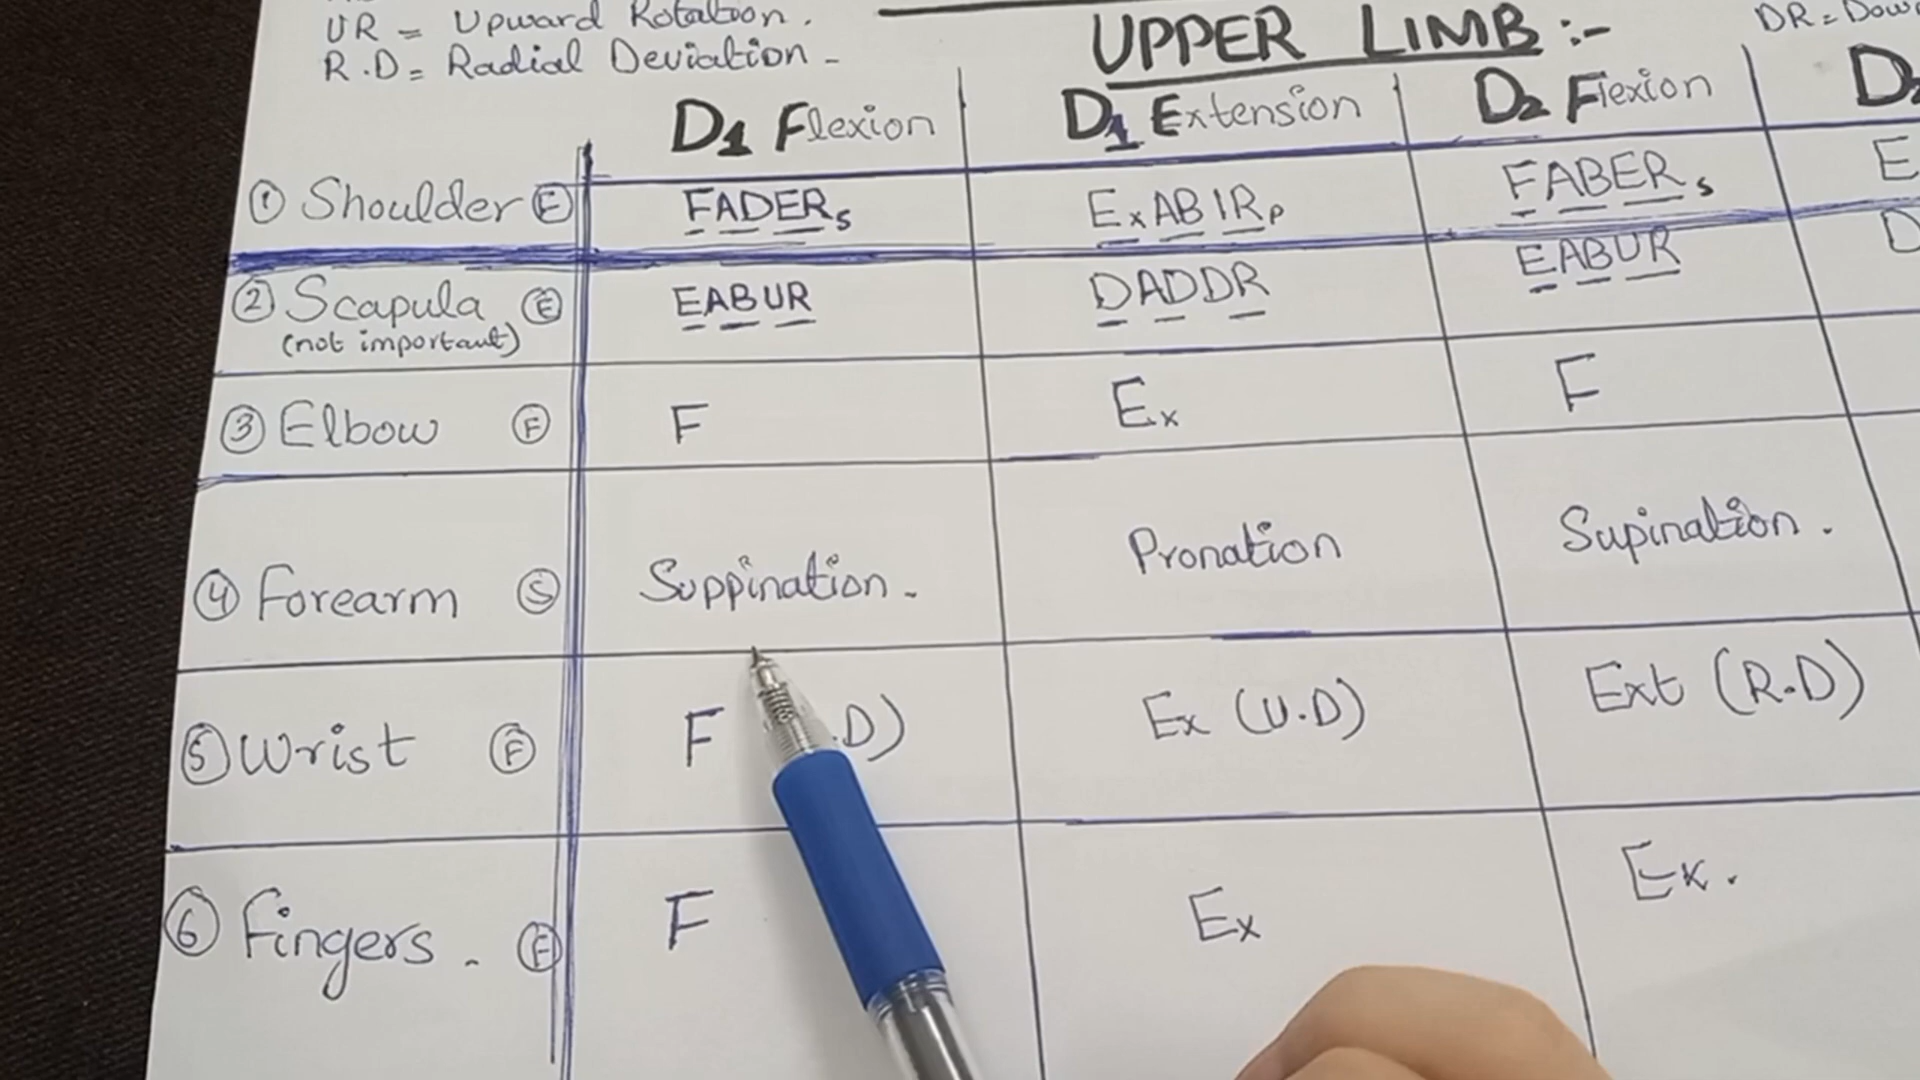 UR = Upward Rotation.
R.D = Radial Deviation -
UPPER LIMB :-
D1 Flexion D1 Extension D2 Flexion
① Shoulder Ⓔ FADERs ExABIRp FABERs E
② Scapula Ⓔ EABUR DADDR EABUR D
(not important)
③ Elbow Ⓕ F Ex F
④ Forearm Ⓢ Suppination. Pronation Supination.
⑤ Wrist Ⓕ F .D) Ex (U.D) Ext (R.D)
⑥ Fingers. Ⓕ F Ex Ex.